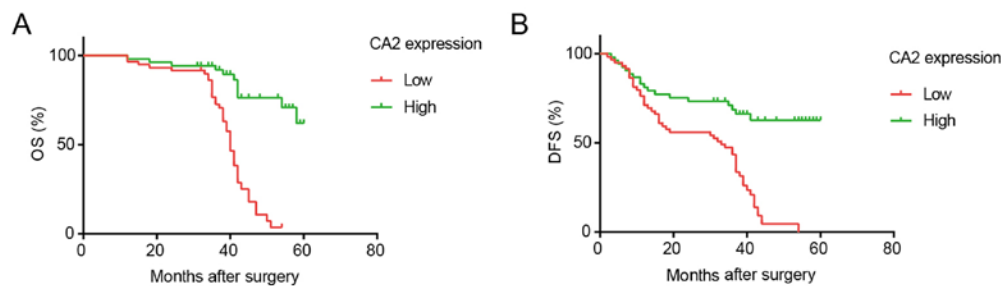 A
CA2 expression
Low
High
OS (%)
100
50
0
0 20 40 60 80
Months after surgery
B
CA2 expression
Low
High
DFS (%)
100
50
0
0 20 40 60 80
Months after surgery